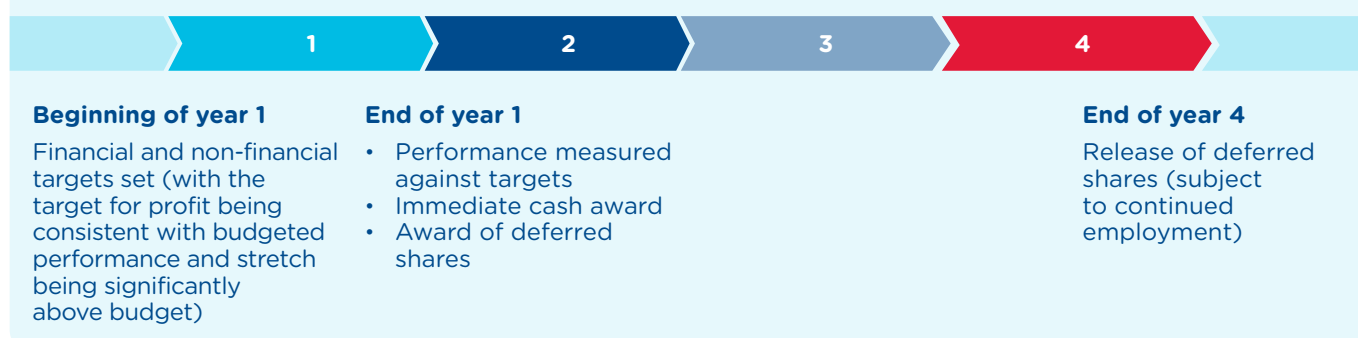 1
2
3
4
Beginning of year 1
Financial and non-financial
targets set (with the
target for profit being
consistent with budgeted
performance and stretch
being significantly
above budget)
End of year 1
• Performance measured
against targets
• Immediate cash award
• Award of deferred
shares
End of year 4
Release of deferred
shares (subject
to continued
employment)